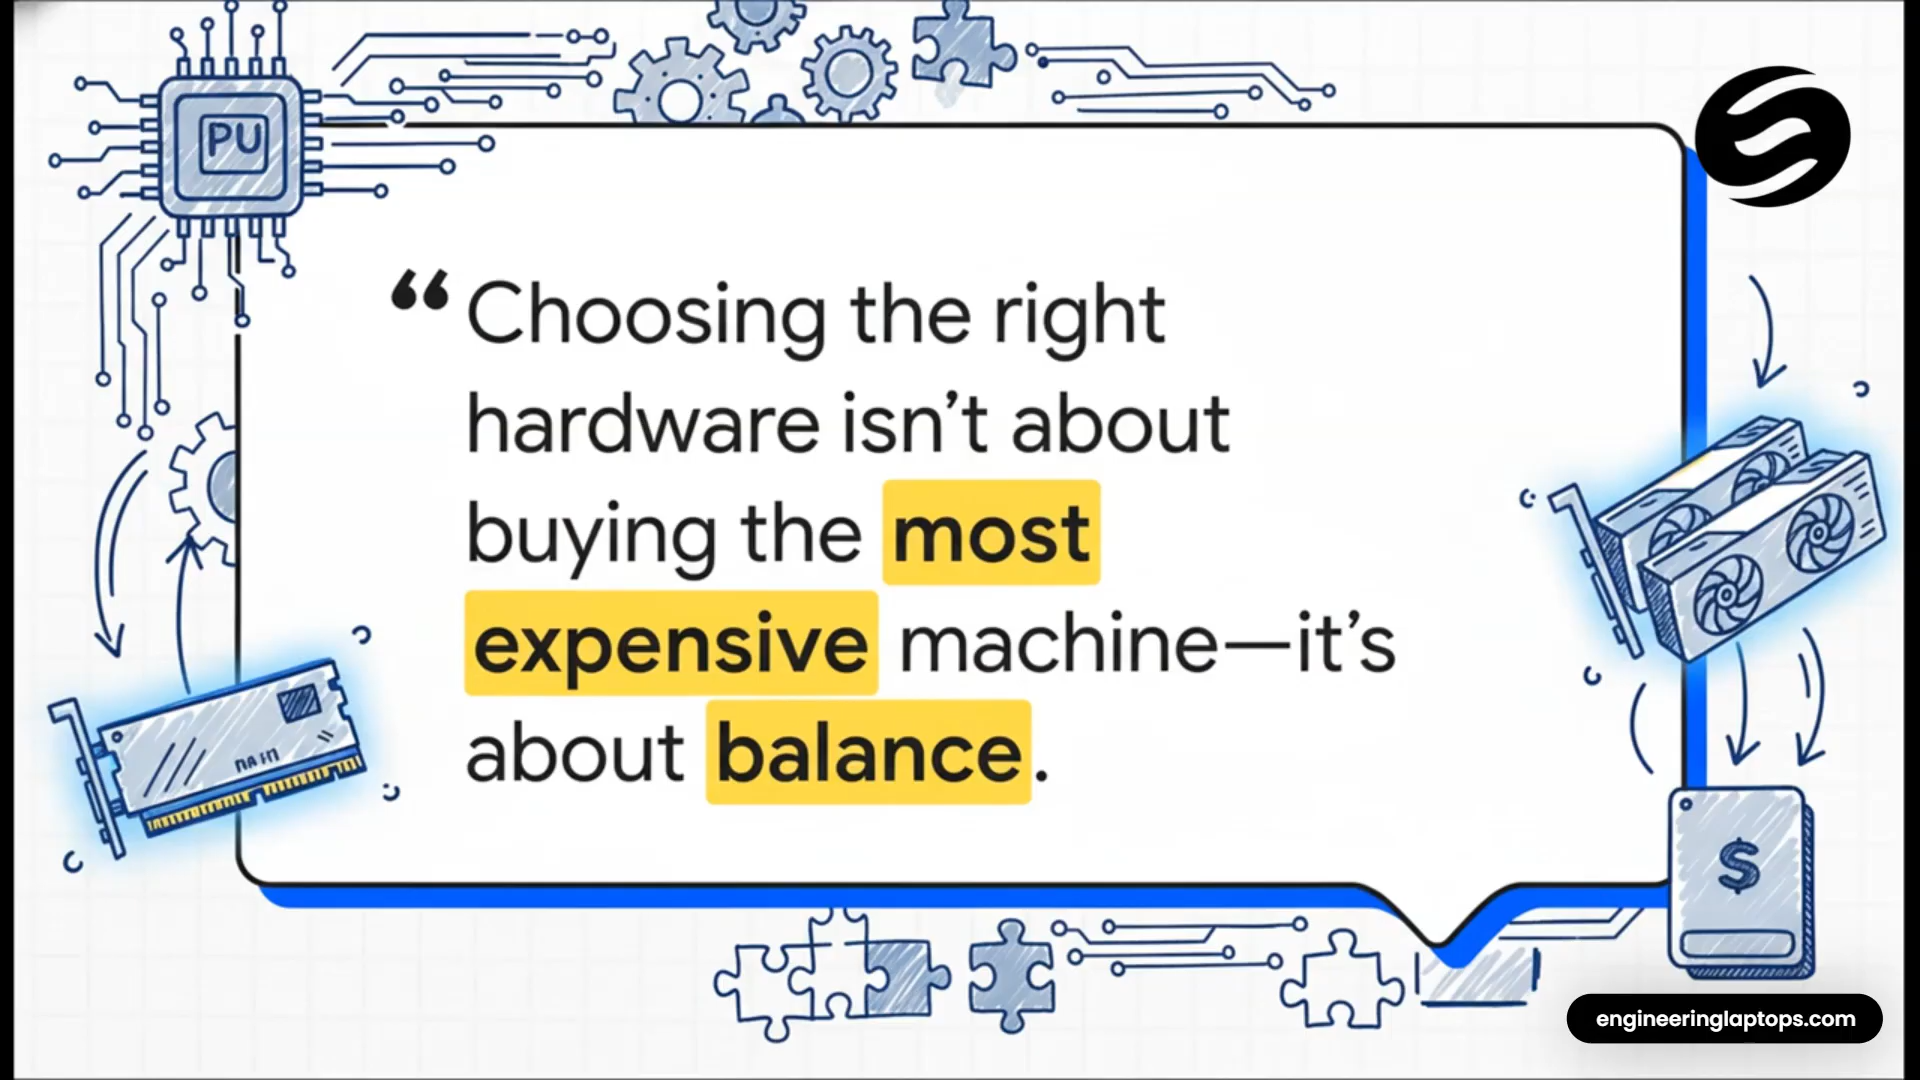 PU
“Choosing the right
hardware isn’t about
buying the most
expensive machine—it’s
about balance.
$
engineeringlaptops.com